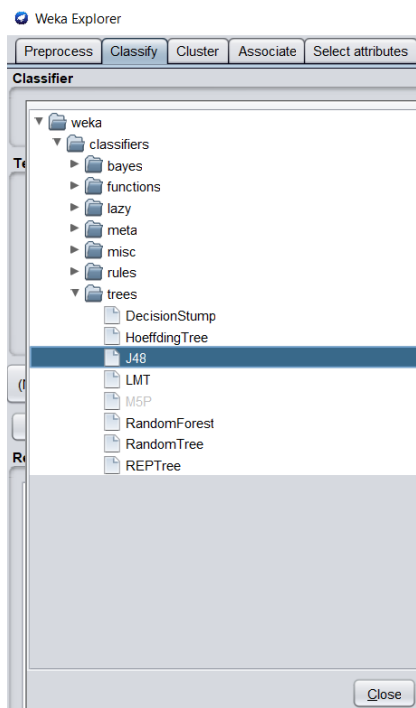 Weka Explorer
Preprocess Classify Cluster Associate Select attributes
Classifier
weka
classifiers
bayes
functions
lazy
meta
misc
rules
trees
DecisionStump
HoeffdingTree
J48
LMT
M5P
RandomForest
RandomTree
REPTree
Close